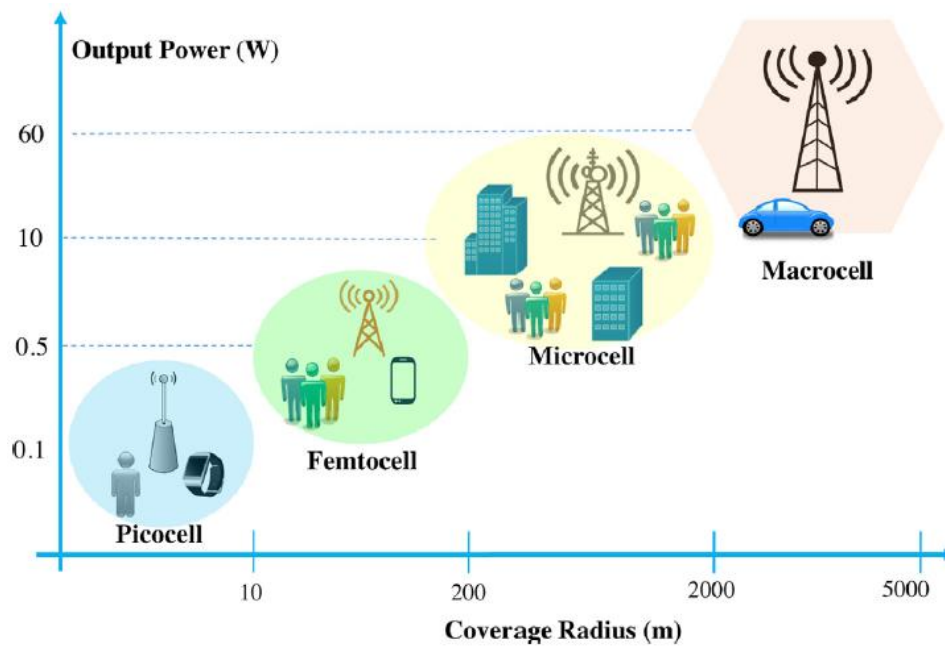 Output Power (W)
60
10
Macrocell
0.5
Microcell
0.1
Femtocell
Picocell
10
200
2000
5000
Coverage Radius (m)